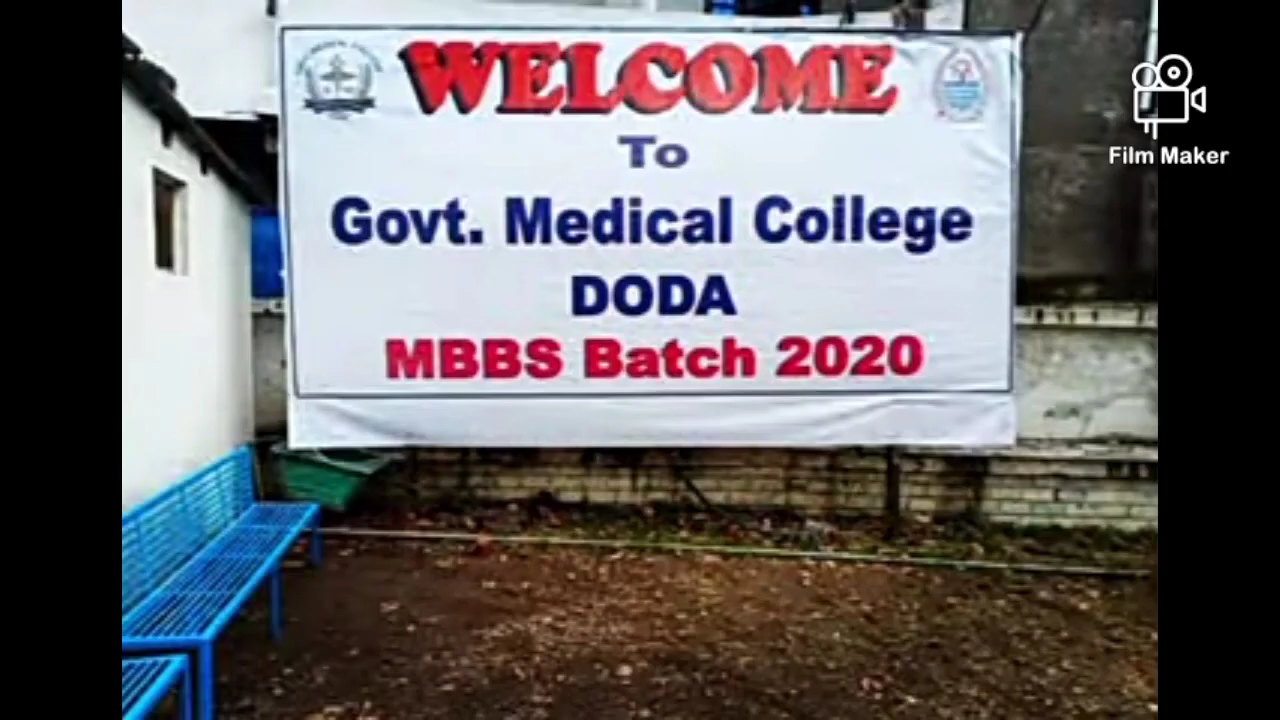 WELCOME
To
Govt. Medical College
DODA
MBBS Batch 2020
Film Maker